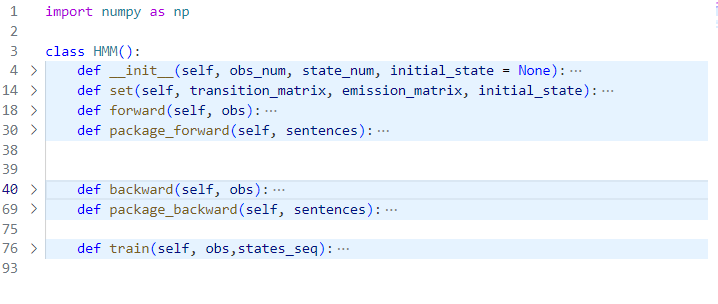 1 import numpy as np
2
3 class HMM():
4 > def __init__(self, obs_num, state_num, initial_state = None):···
14 > def set(self, transition_matrix, emission_matrix, initial_state):···
18 > def forward(self, obs):···
30 > def package_forward(self, sentences):···
38
39
40 > def backward(self, obs):···
69 > def package_backward(self, sentences):···
75
76 > def train(self, obs,states_seq):···
93